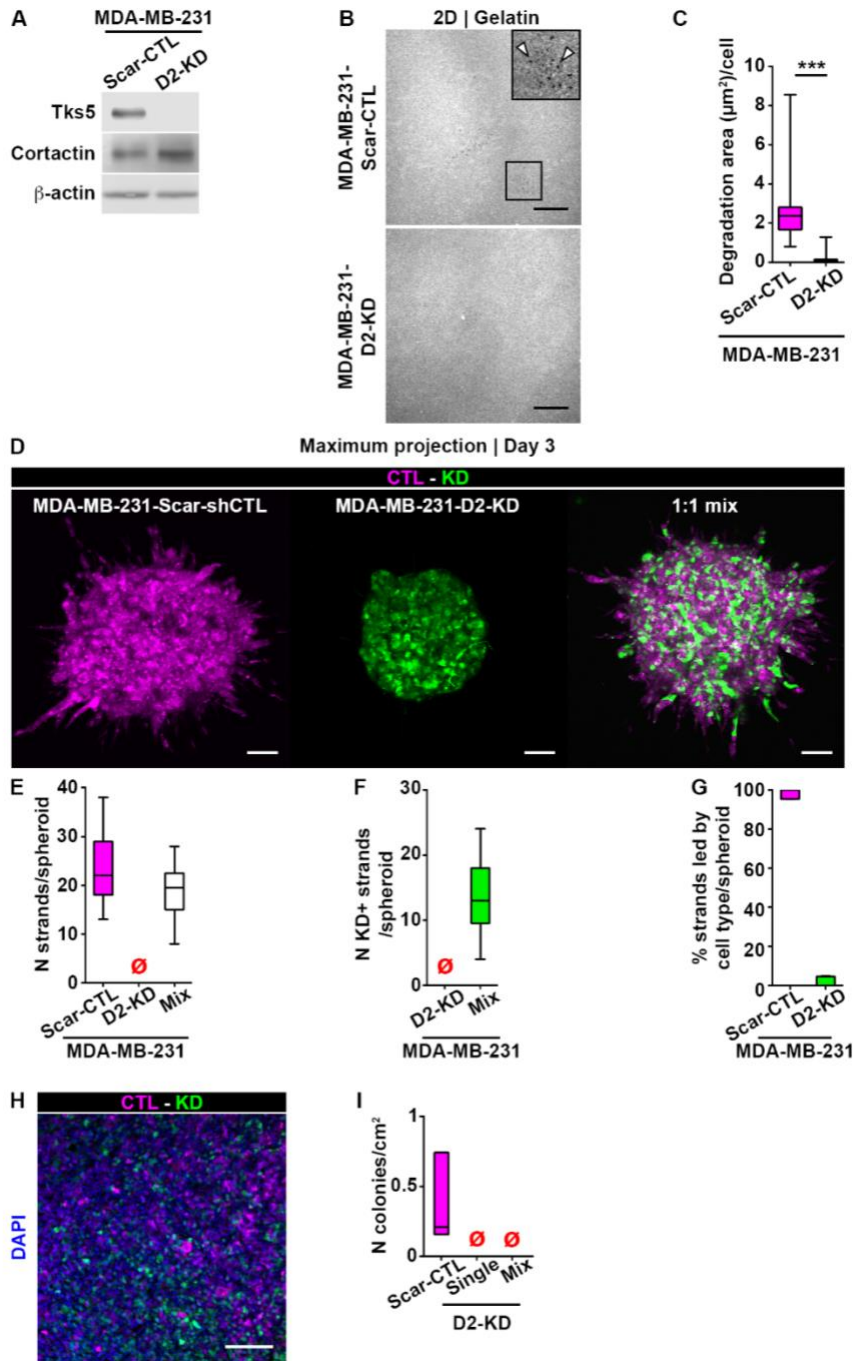 A
MDA-MB-231
Scar-CTL
D2-KD
Tks5
Cortactin
β-actin
B
2D | Gelatin
MDA-MB-231-
Scar-CTL
MDA-MB-231-
D2-KD
C
Degradation area (μm²)/cell
10
8
6
4
2
0
***
Scar-CTL
D2-KD
MDA-MB-231
D
Maximum projection | Day 3
CTL - KD
MDA-MB-231-Scar-shCTL
MDA-MB-231-D2-KD
1:1 mix
E
N strands/spheroid
40
30
20
10
0
Ø
Scar-CTL
D2-KD
Mix
MDA-MB-231
F
N KD+ strands
/spheroid
30
20
10
0
Ø
D2-KD
Mix
MDA-MB-231
G
% strands led by
cell type/spheroid
100
80
60
40
20
0
Scar-CTL
D2-KD
MDA-MB-231
H
CTL - KD
DAPI
I
N colonies/cm²
1
0.5
0
Ø
Ø
Scar-CTL
Single
Mix
D2-KD